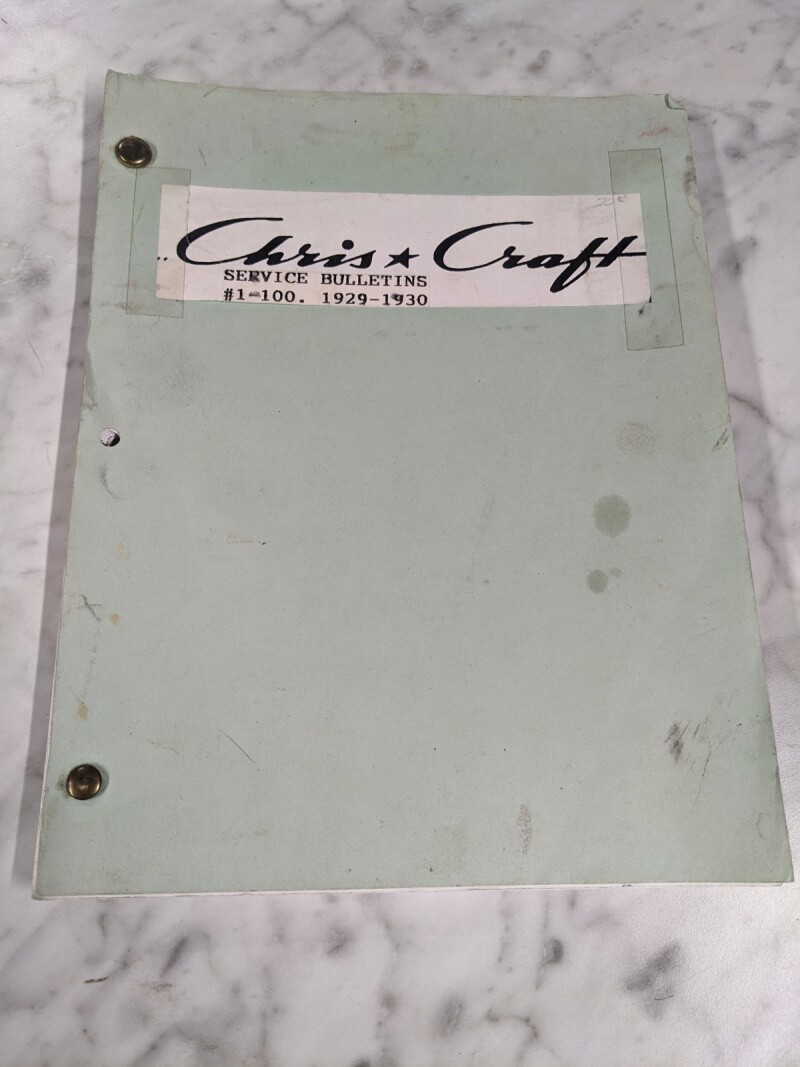 Chris★Craft
SERVICE BULLETINS
#1-100. 1929-1930